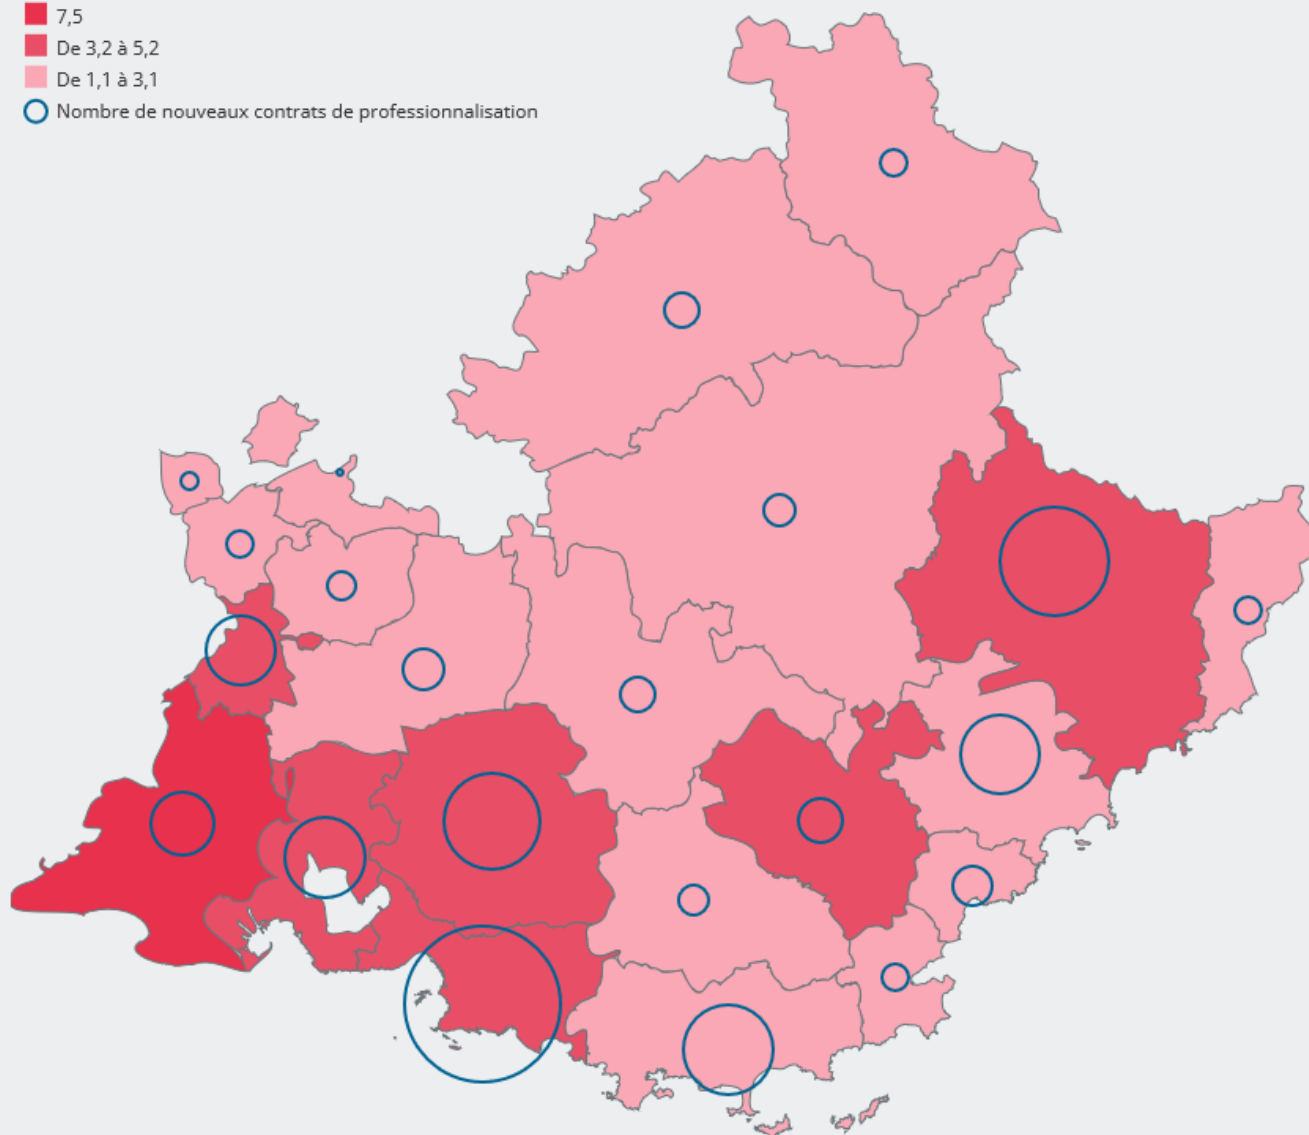 7,5
De 3,2 à 5,2
De 1,1 à 3,1
Nombre de nouveaux contrats de professionnalisation